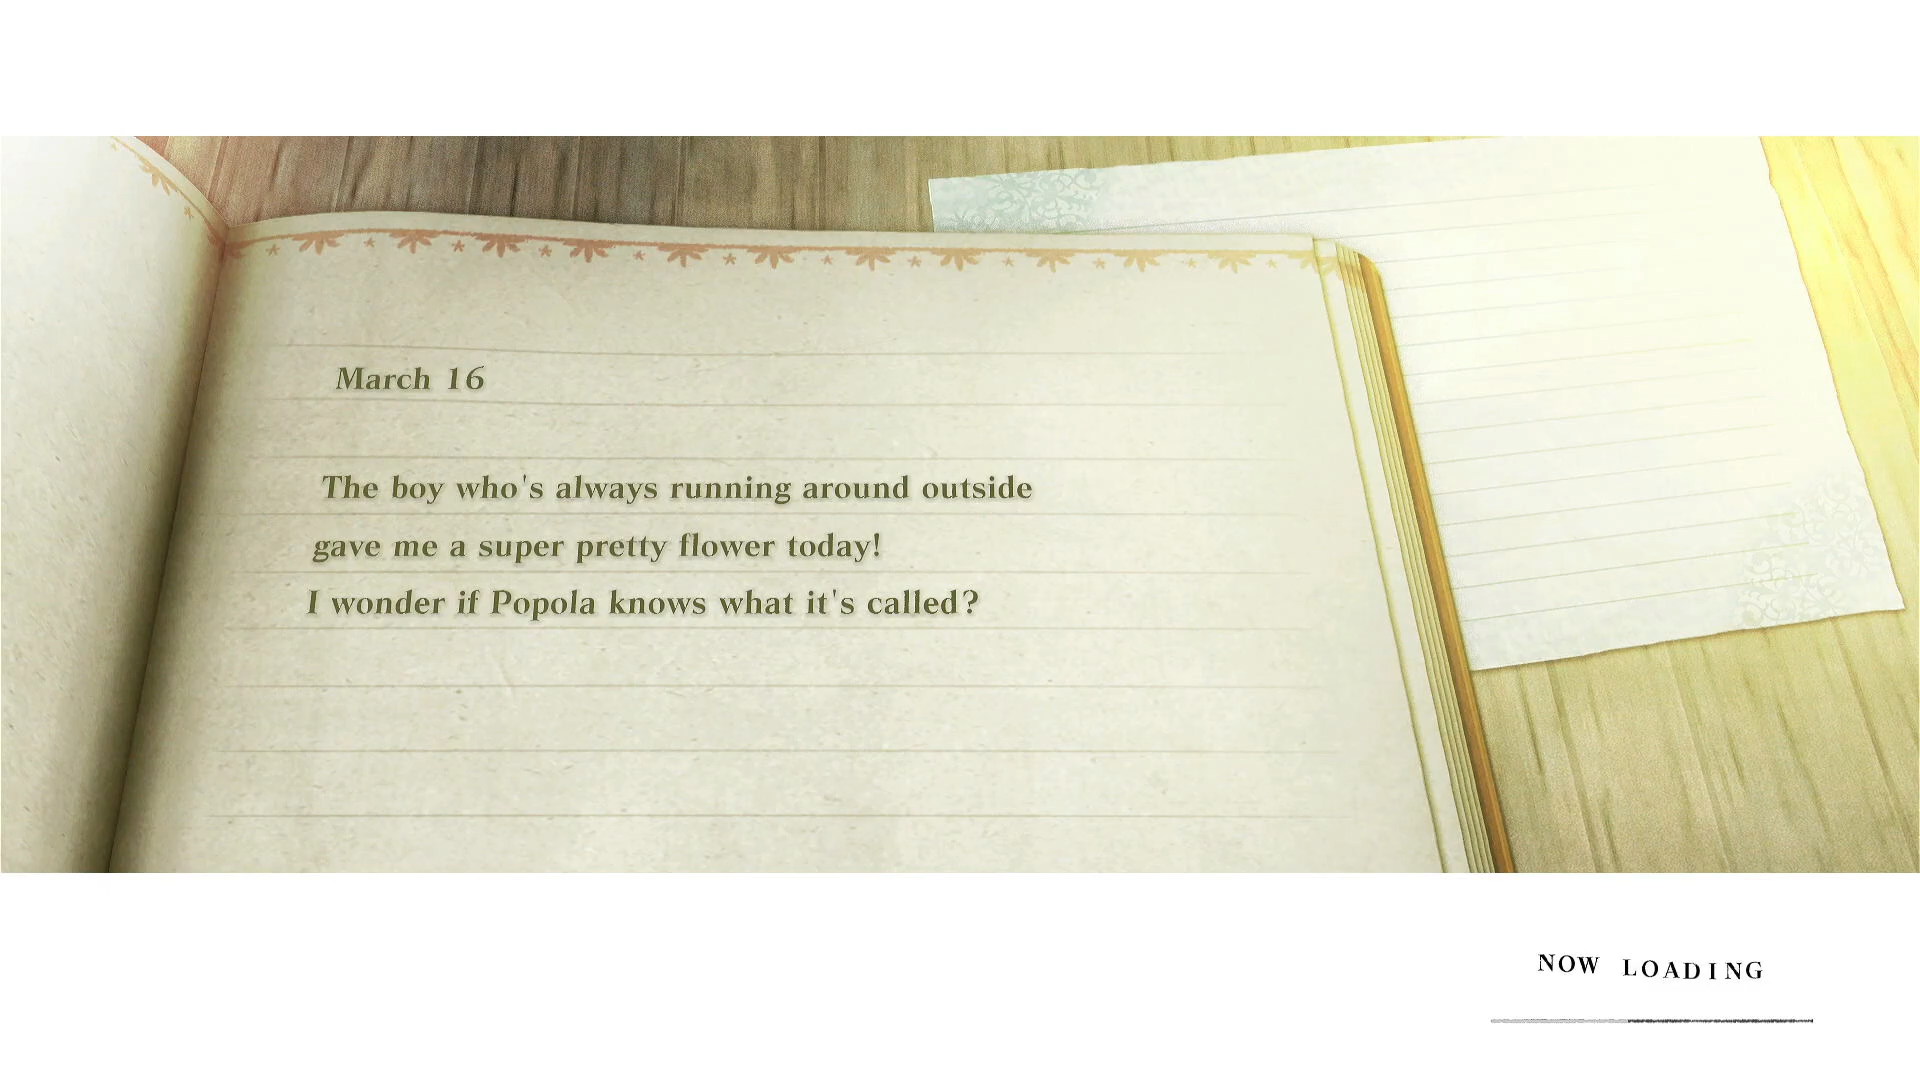 March 16
The boy who's always running around outside
gave me a super pretty flower today!
I wonder if Popola knows what it's called?
NOW LOADING